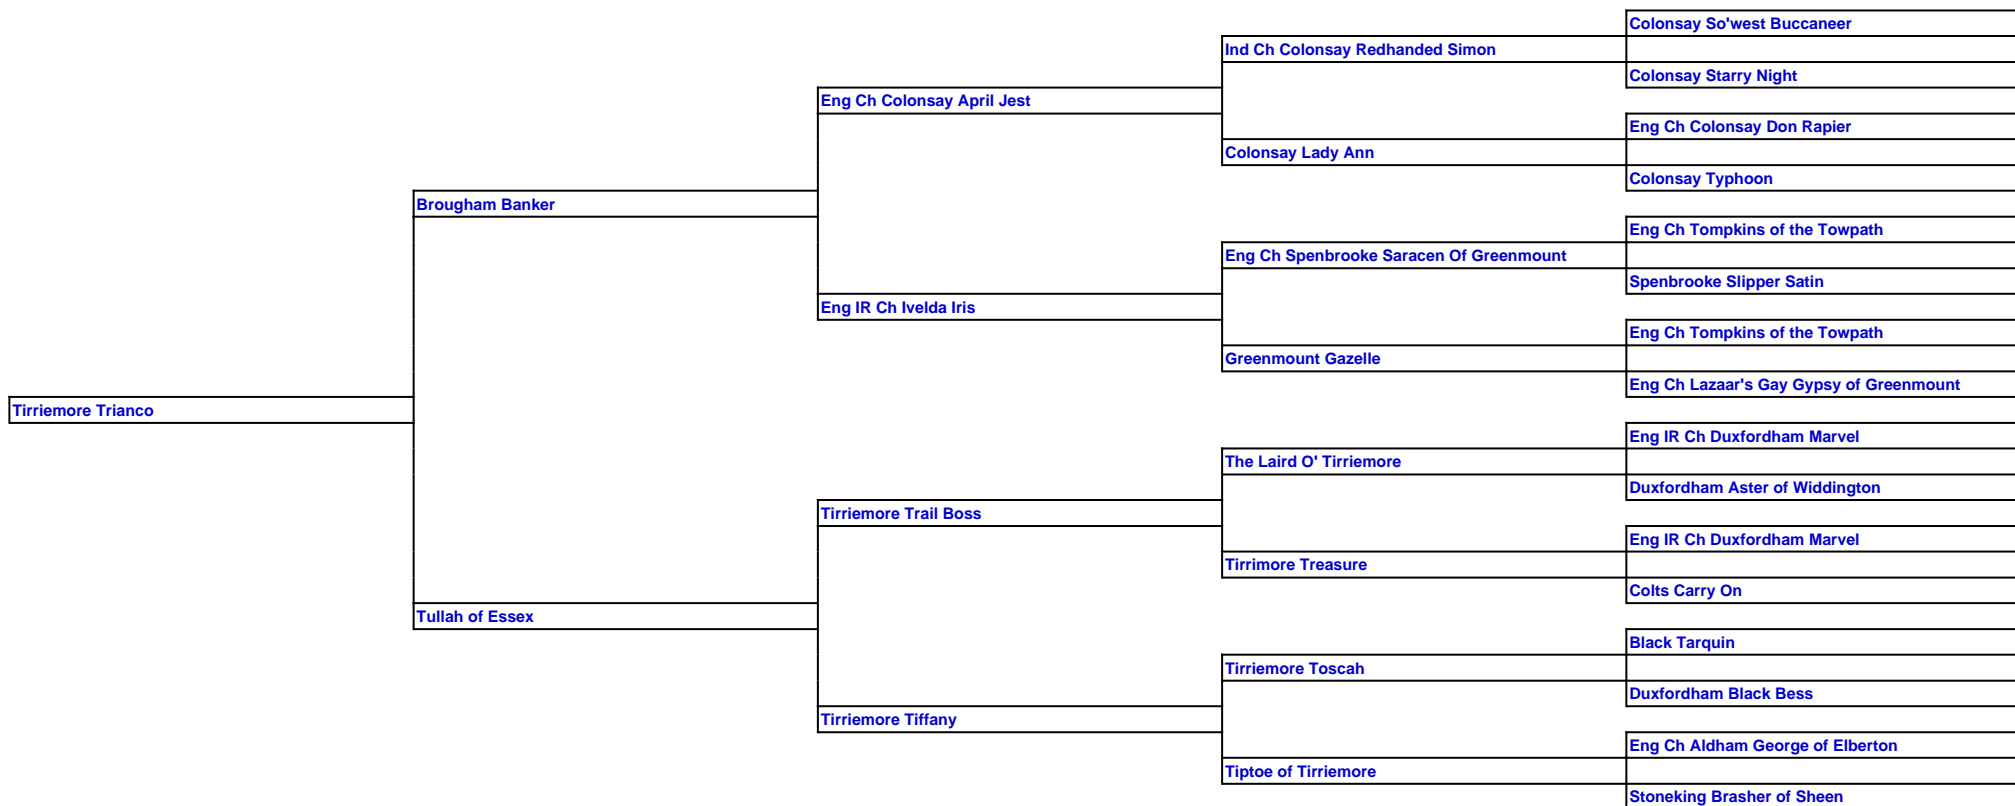 Colonsay So'west Buccaneer
Ind Ch Colonsay Redhanded Simon
Colonsay Starry Night
Eng Ch Colonsay April Jest
Eng Ch Colonsay Don Rapier
Colonsay Lady Ann
Colonsay Typhoon
Brougham Banker
Eng Ch Tompkins of the Towpath
Eng Ch Spenbrooke Saracen Of Greenmount
Spenbrooke Slipper Satin
Eng IR Ch Ivelda Iris
Eng Ch Tompkins of the Towpath
Greenmount Gazelle
Eng Ch Lazaar's Gay Gypsy of Greenmount
Tirriemore Trianco
Eng IR Ch Duxfordham Marvel
The Laird O' Tirriemore
Duxfordham Aster of Widdington
Tirriemore Trail Boss
Eng IR Ch Duxfordham Marvel
Tirrimore Treasure
Colts Carry On
Tullah of Essex
Black Tarquin
Tirriemore Toscah
Duxfordham Black Bess
Tirriemore Tiffany
Eng Ch Aldham George of Elberton
Tiptoe of Tirriemore
Stoneking Brasher of Sheen